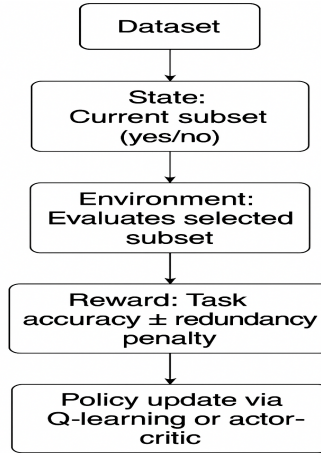 Dataset
State:
Current subset
(yes/no)
Environment:
Evaluates selected
subset
Reward: Task
accuracy ± redundancy
penalty
Policy update via
Q-learning or actor-
critic